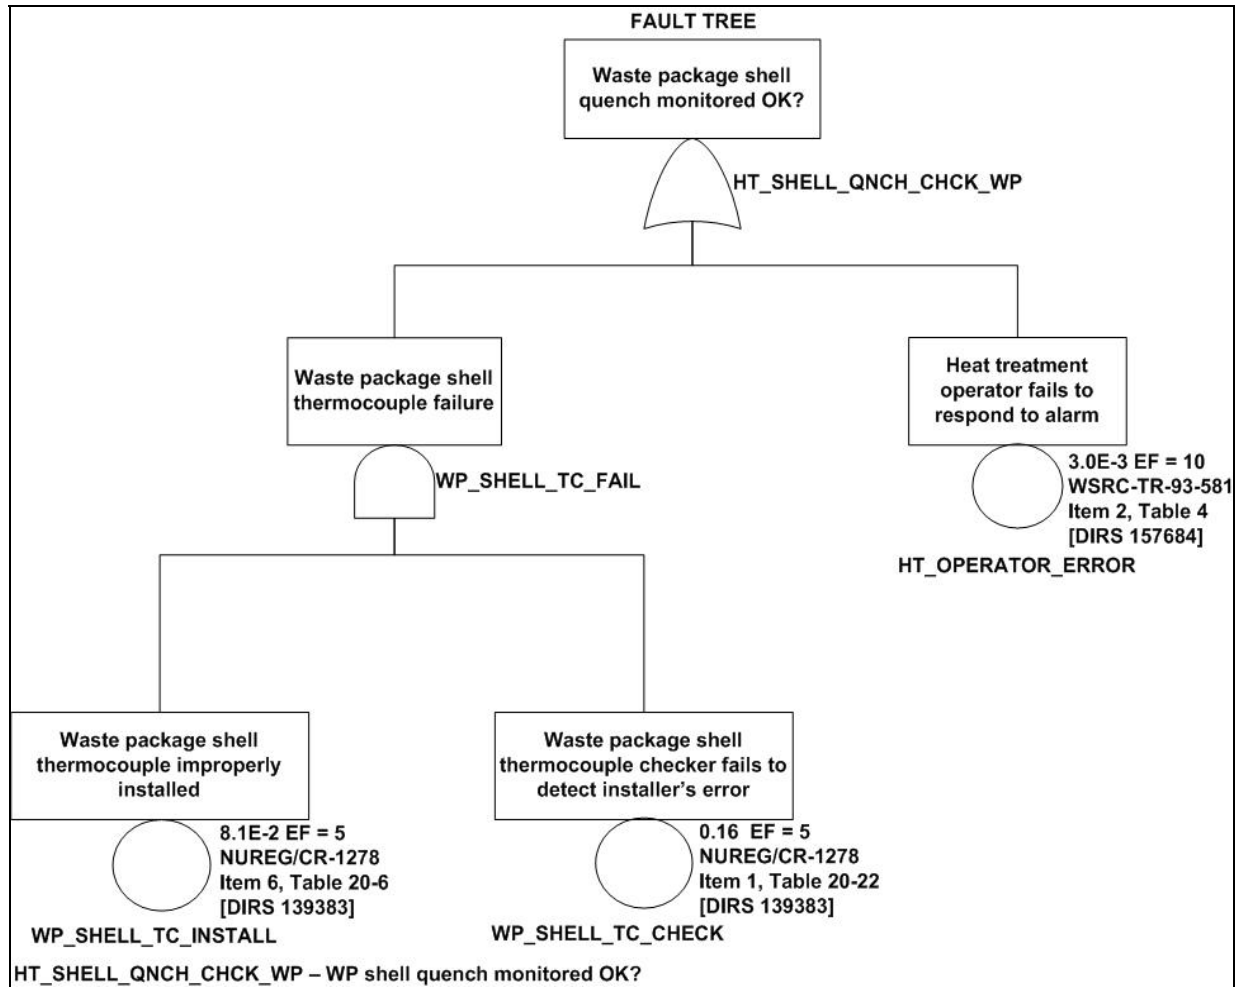 FAULT TREE
Waste package shell
quench monitored OK?
HT_SHELL_QNCH_CHCK_WP
Waste package shell
thermocouple failure
WP_SHELL_TC_FAIL
Heat treatment
operator fails to
respond to alarm
3.0E-3 EF = 10
WSRC-TR-93-581
Item 2, Table 4
[DIRS 157684]
HT_OPERATOR_ERROR
Waste package shell
thermocouple improperly
installed
8.1E-2 EF = 5
NUREG/CR-1278
Item 6, Table 20-6
[DIRS 139383]
WP_SHELL_TC_INSTALL
Waste package shell
thermocouple checker fails to
detect installer's error
0.16 EF = 5
NUREG/CR-1278
Item 1, Table 20-22
[DIRS 139383]
WP_SHELL_TC_CHECK
HT_SHELL_QNCH_CHCK_WP – WP shell quench monitored OK?